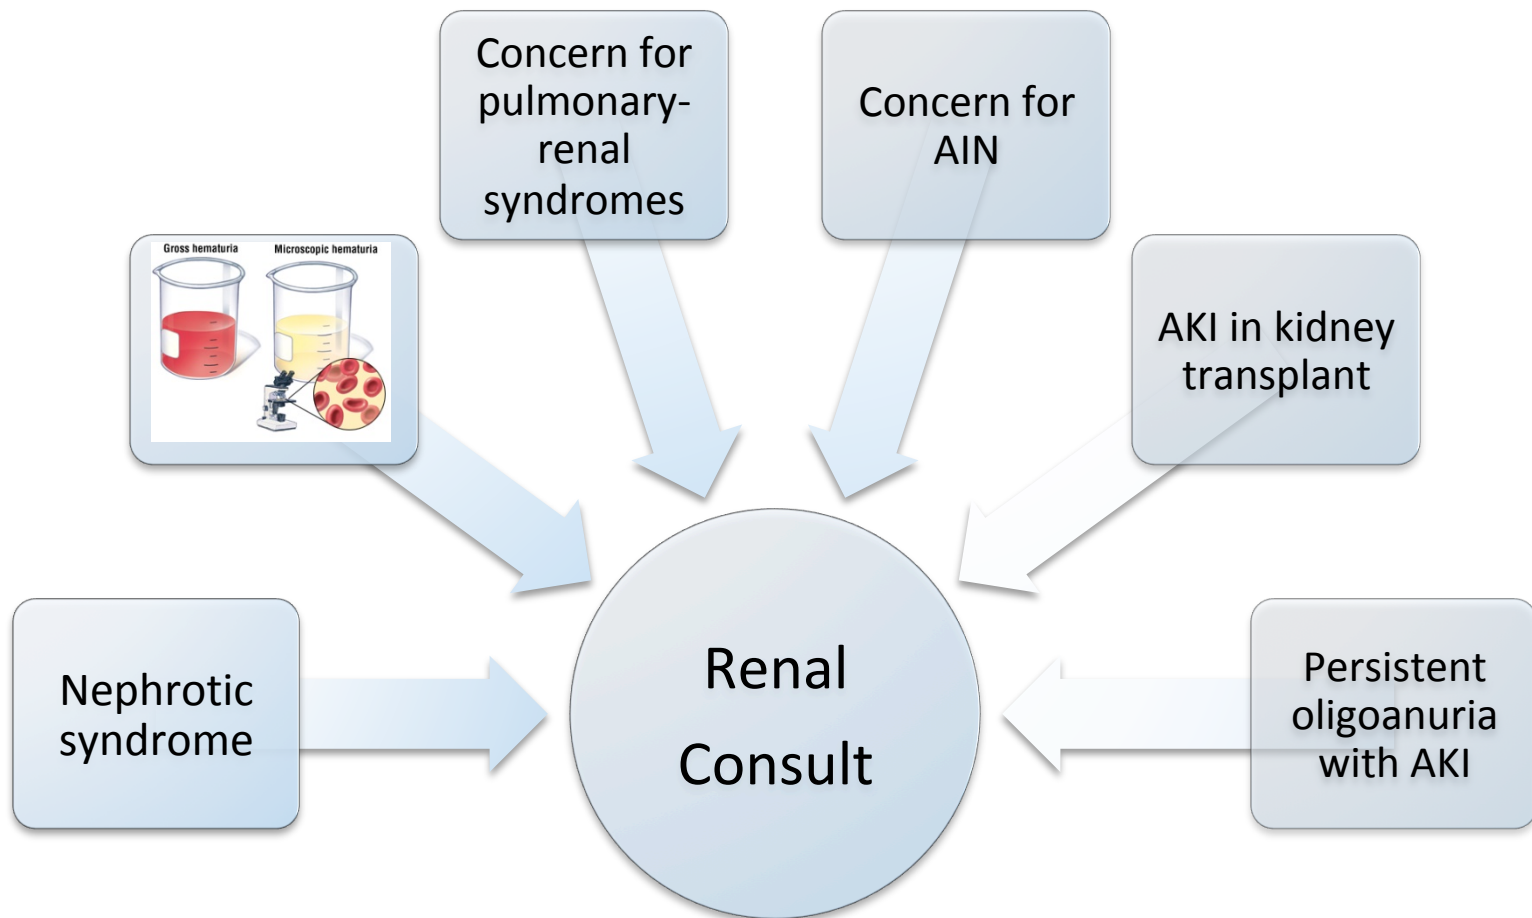 Concern for
pulmonary-
renal
syndromes
Concern for
AIN
Gross hematuria
Microscopic hematuria
AKI in kidney
transplant
Nephrotic
syndrome
Renal
Consult
Persistent
oligoanuria
with AKI